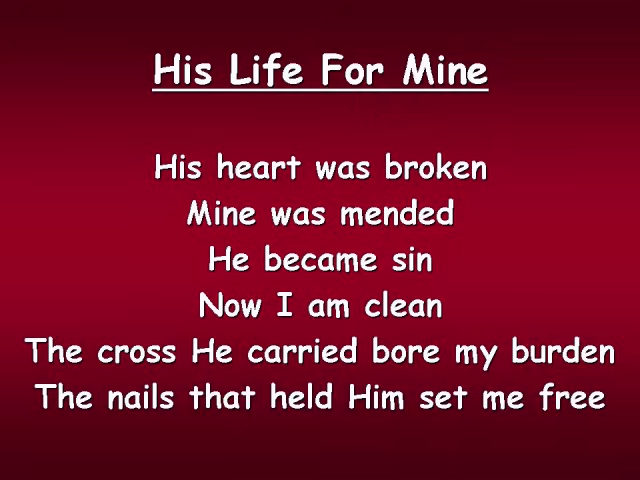 His Life For Mine
His heart was broken
Mine was mended
He became sin
Now I am clean
The cross He carried bore my burden
The nails that held Him set me free